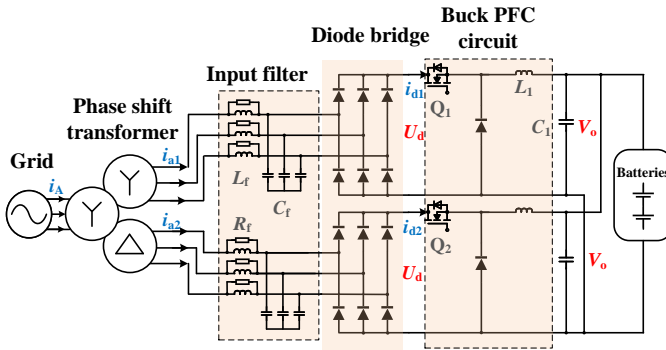 Diode bridge
Buck PFC
circuit
Input filter
Phase shift
transformer
Grid
iA
ia1
ia2
Lf
Cf
Rf
id1
Ud
Q1
L1
C1
Vo
id2
Ud
Q2
Vo
Batteries